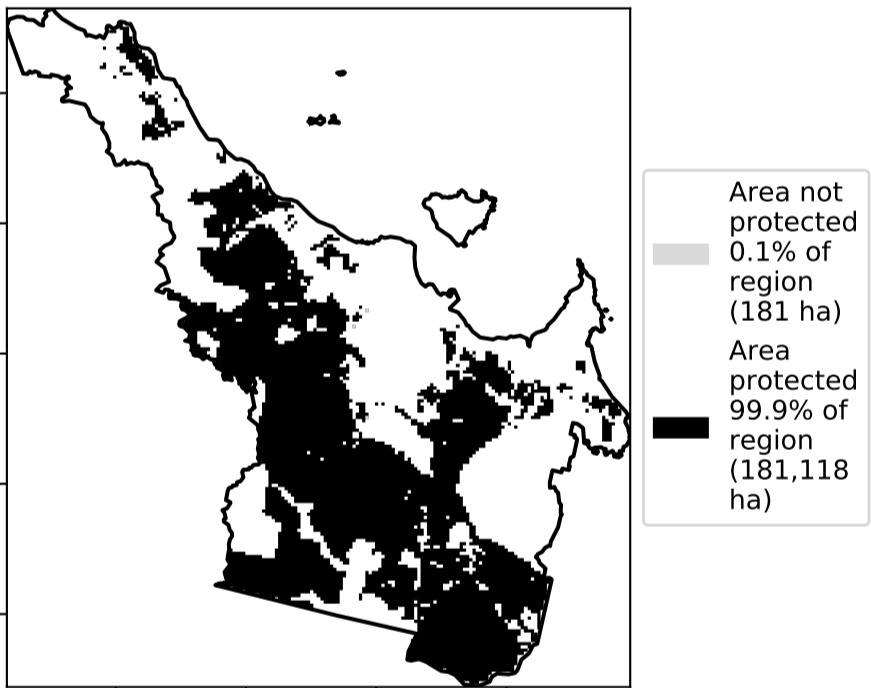 Area not
protected
0.1% of
region
(181 ha)
Area
protected
99.9% of
region
(181,118
ha)